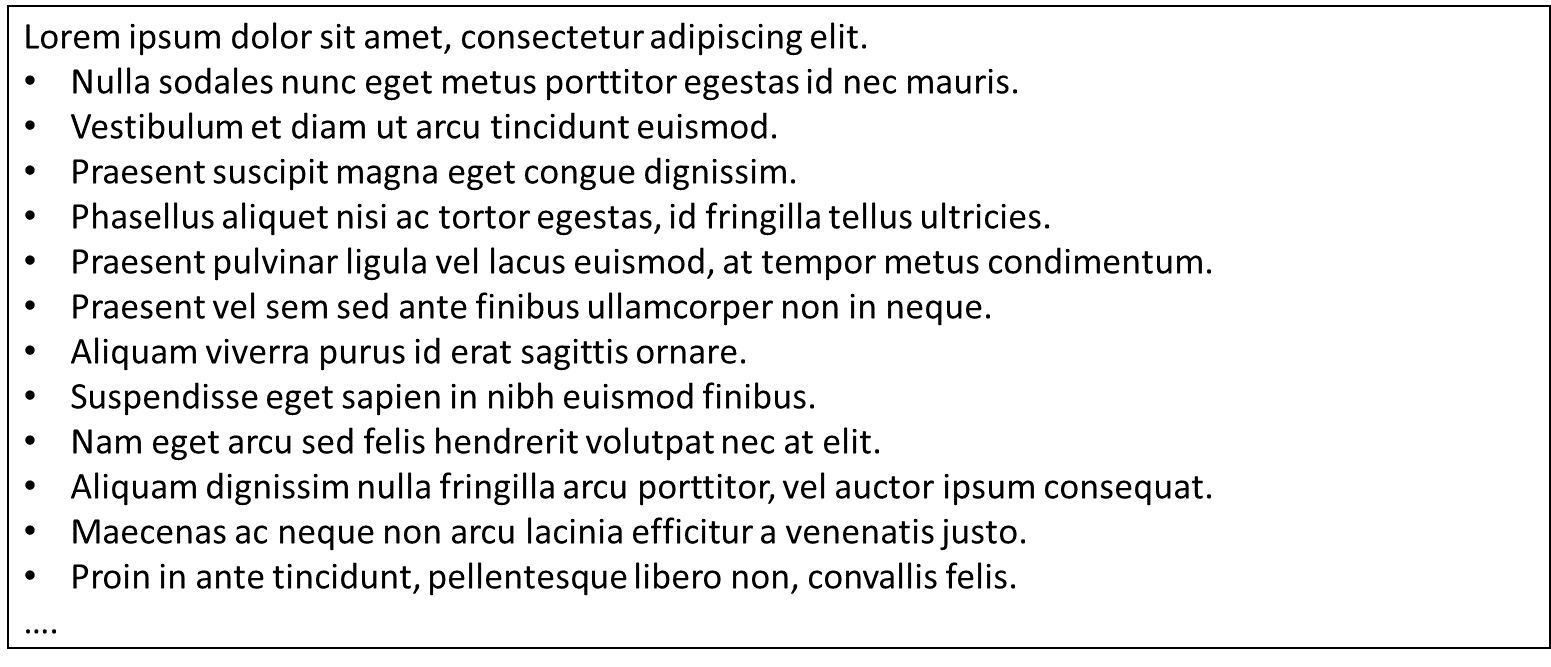 Lorem ipsum dolor sit amet, consectetur adipiscing elit.
• Nulla sodales nunc eget metus porttitor egestas id nec mauris.
• Vestibulum et diam ut arcu tincidunt euismod.
• Praesent suscipit magna eget congue dignissim.
• Phasellus aliquet nisi ac tortor egestas, id fringilla tellus ultricies.
• Praesent pulvinar ligula vel lacus euismod, at tempor metus condimentum.
• Praesent vel sem sed ante finibus ullamcorper non in neque.
• Aliquam viverra purus id erat sagittis ornare.
• Suspendisse eget sapien in nibh euismod finibus.
• Nam eget arcu sed felis hendrerit volutpat nec at elit.
• Aliquam dignissim nulla fringilla arcu porttitor, vel auctor ipsum consequat.
• Maecenas ac neque non arcu lacinia efficitur a venenatis justo.
• Proin in ante tincidunt, pellentesque libero non, convallis felis.
....